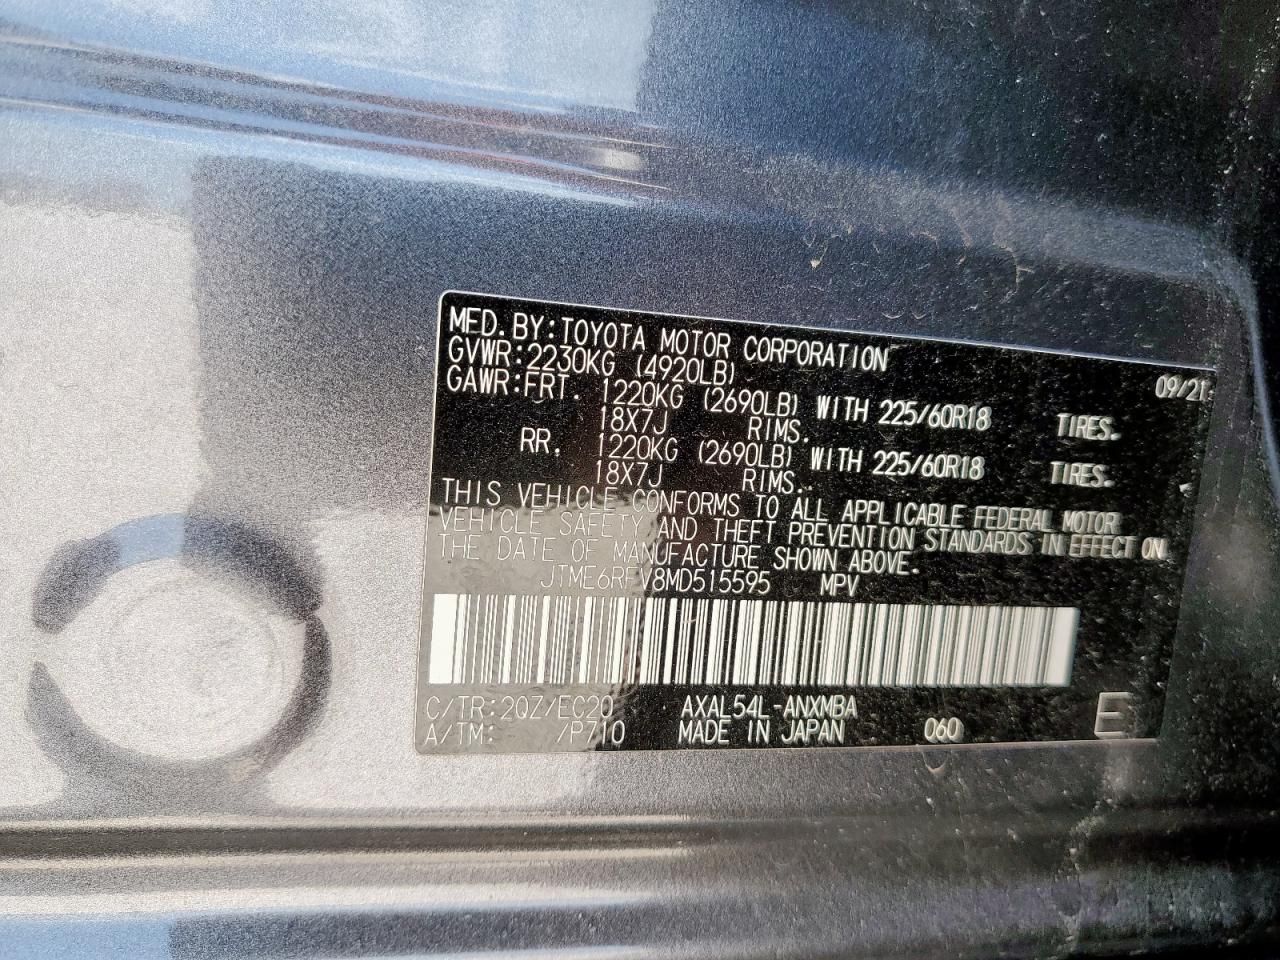 MFD. BY: TOYOTA MOTOR CORPORATION 09/21
GVWR: 2230KG (4920LB)
GAWR: FRT. 1220KG (2690LB) WITH 225/60R18 TIRES.
18X7J RIMS.
RR. 1220KG (2690LB) WITH 225/60R18 TIRES.
18X7J RIMS.
THIS VEHICLE CONFORMS TO ALL APPLICABLE FEDERAL MOTOR
VEHICLE SAFETY AND THEFT PREVENTION STANDARDS IN EFFECT ON
THE DATE OF MANUFACTURE SHOWN ABOVE.
JTME6RFV8MD515595 MPV
C/TR: 2QZ/EC20 AXAL54L-ANXMBA
A/TM: /P710 MADE IN JAPAN 060 E